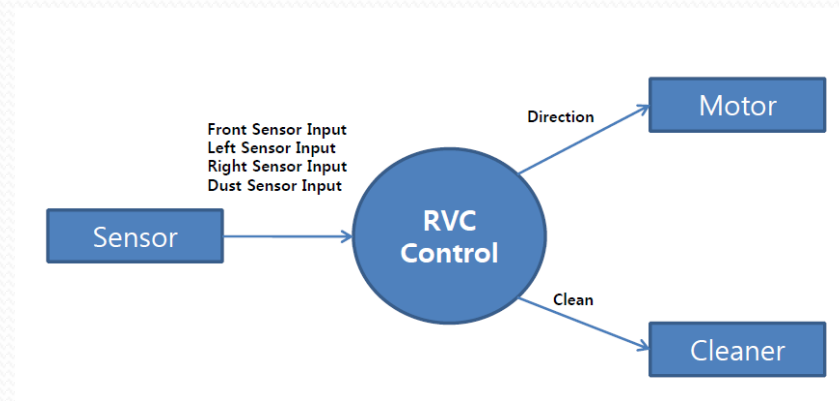 Front Sensor Input
Left Sensor Input
Right Sensor Input
Dust Sensor Input
Sensor
RVC
Control
Direction
Motor
Clean
Cleaner